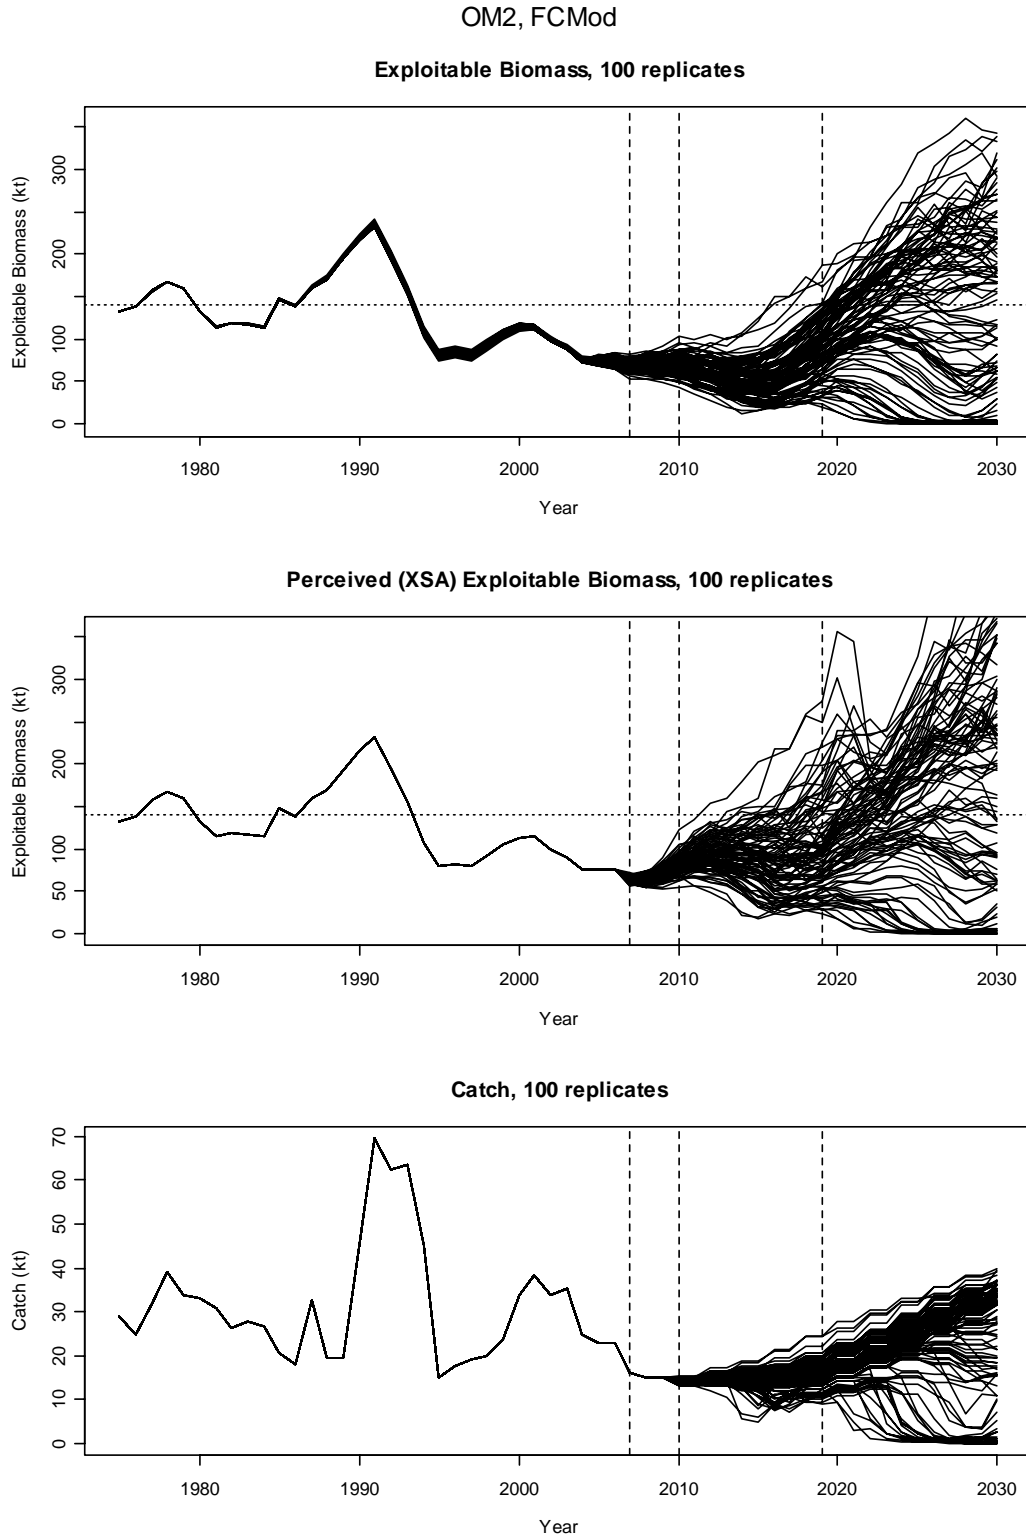 OM2, FCMod
Exploitable Biomass, 100 replicates
Exploitable Biomass (kt)
300
200
100
50
0
1980 1990 2000 2010 2020 2030
Year
Perceived (XSA) Exploitable Biomass, 100 replicates
Exploitable Biomass (kt)
300
200
100
50
0
1980 1990 2000 2010 2020 2030
Year
Catch, 100 replicates
Catch (kt)
70
60
50
40
30
20
10
0
1980 1990 2000 2010 2020 2030
Year